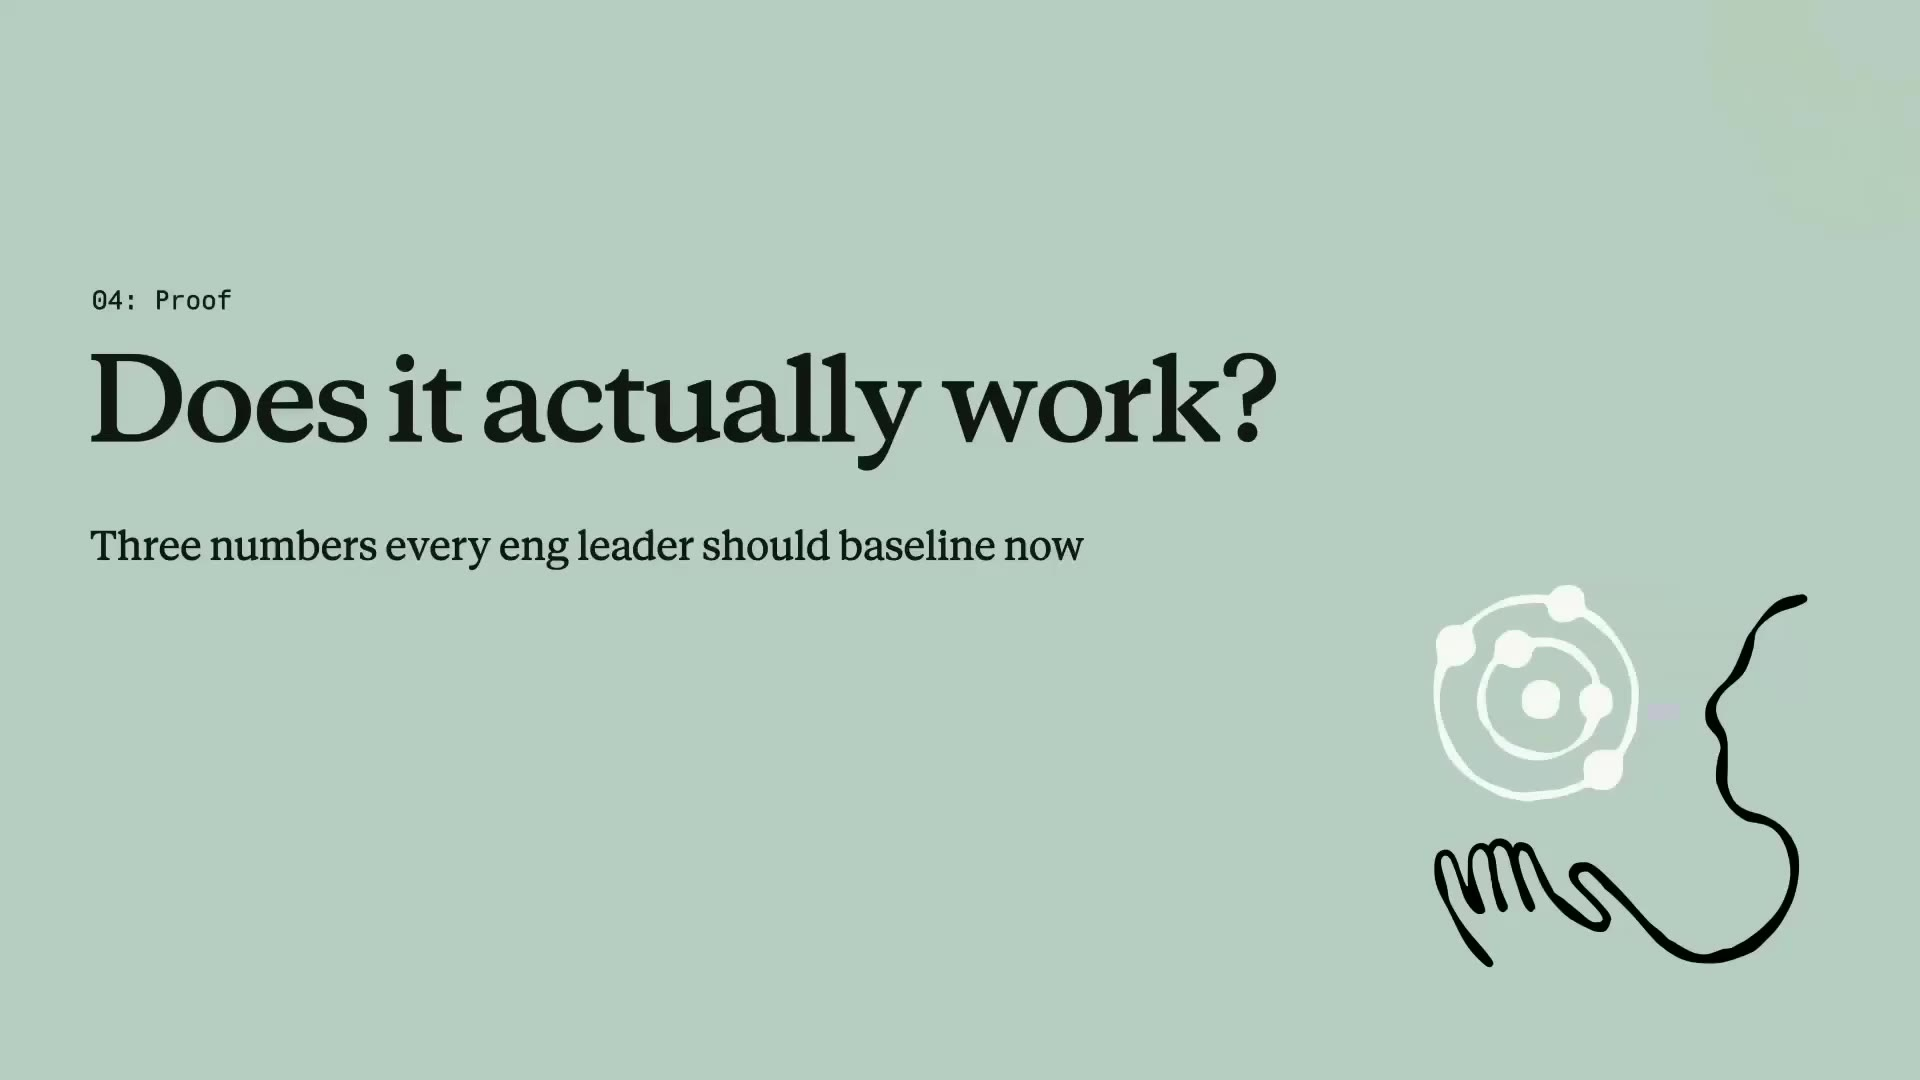 04: Proof
Does it actually work?
Three numbers every eng leader should baseline now